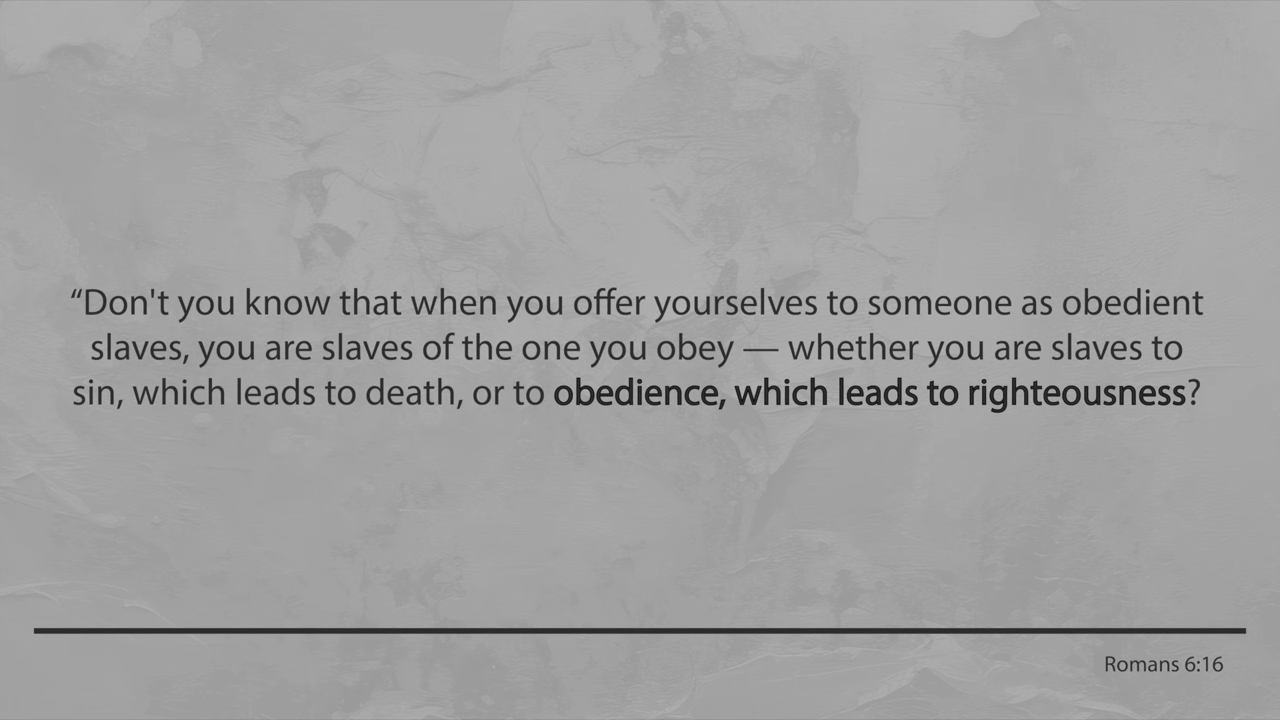 “Don't you know that when you offer yourselves to someone as obedient
slaves, you are slaves of the one you obey — whether you are slaves to
sin, which leads to death, or to obedience, which leads to righteousness?
Romans 6:16